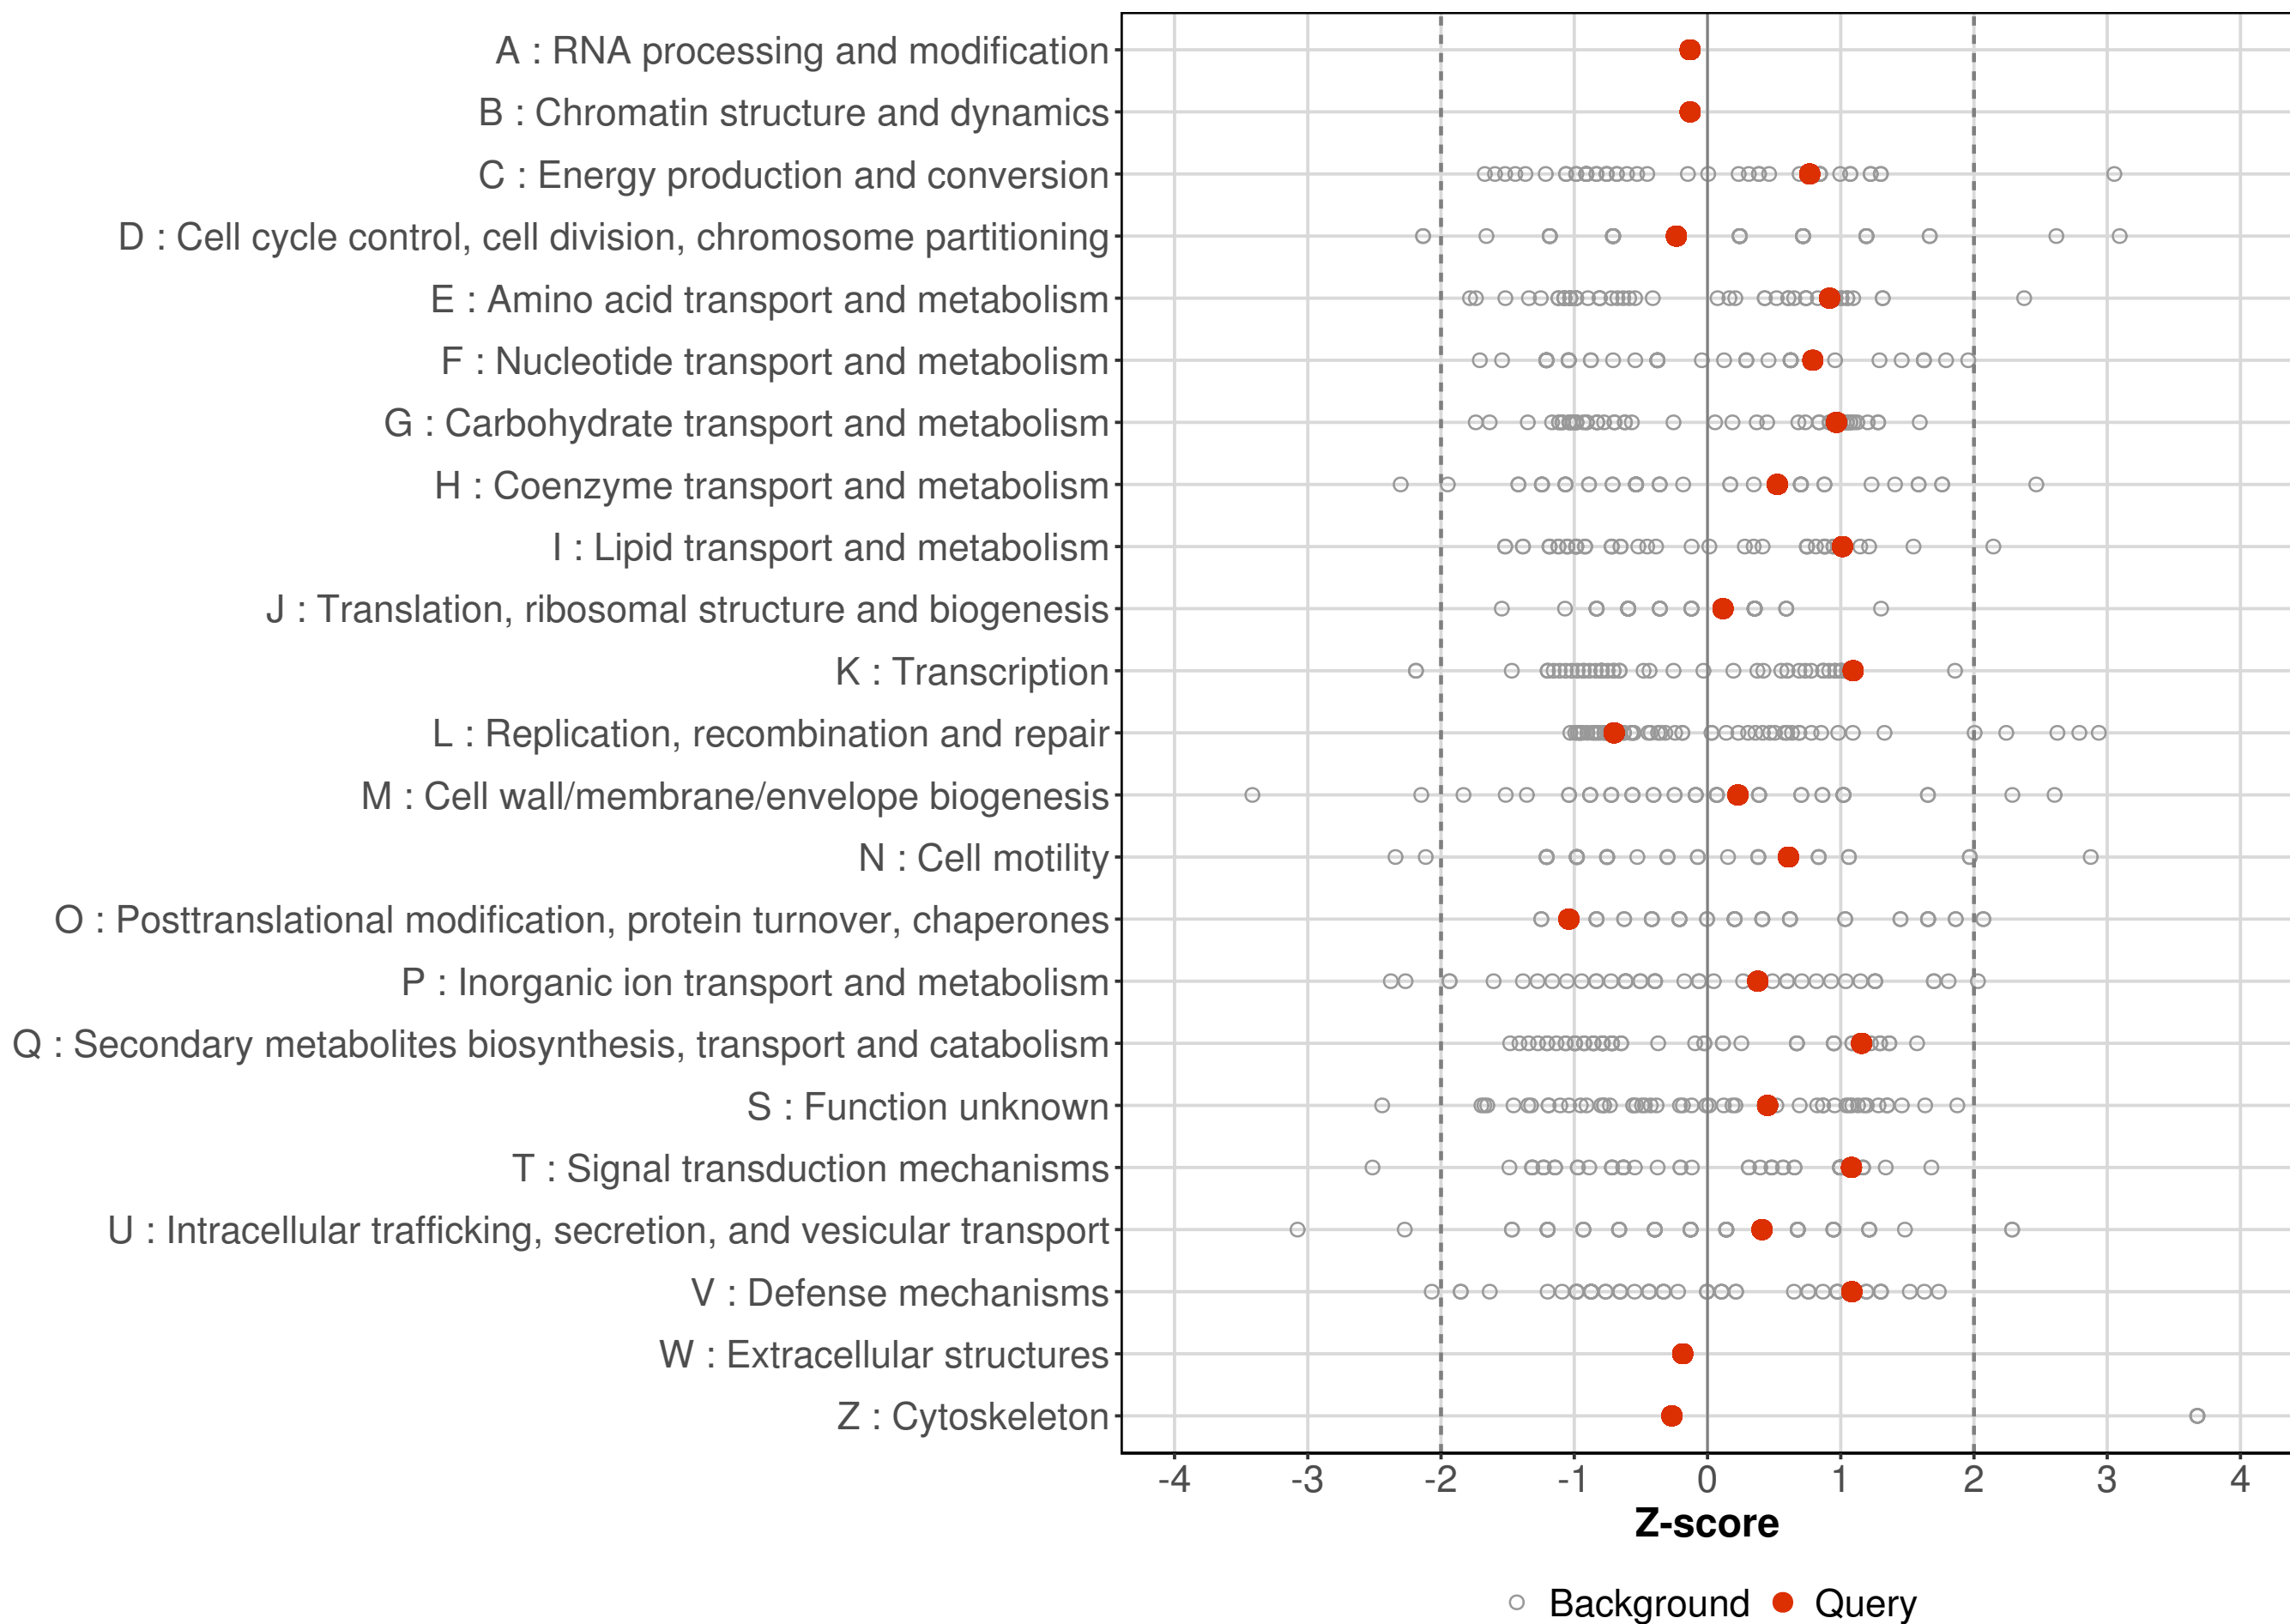 A : RNA processing and modification
B : Chromatin structure and dynamics
C : Energy production and conversion
D : Cell cycle control, cell division, chromosome partitioning
E : Amino acid transport and metabolism
F : Nucleotide transport and metabolism
G : Carbohydrate transport and metabolism
H : Coenzyme transport and metabolism
I : Lipid transport and metabolism
J : Translation, ribosomal structure and biogenesis
K : Transcription
L : Replication, recombination and repair
M : Cell wall/membrane/envelope biogenesis
N : Cell motility
O : Posttranslational modification, protein turnover, chaperones
P : Inorganic ion transport and metabolism
Q : Secondary metabolites biosynthesis, transport and catabolism
S : Function unknown
T : Signal transduction mechanisms
U : Intracellular trafficking, secretion, and vesicular transport
V : Defense mechanisms
W : Extracellular structures
Z : Cytoskeleton
-4 -3 -2 -1 0 1 2 3 4
Z-score
Background Query